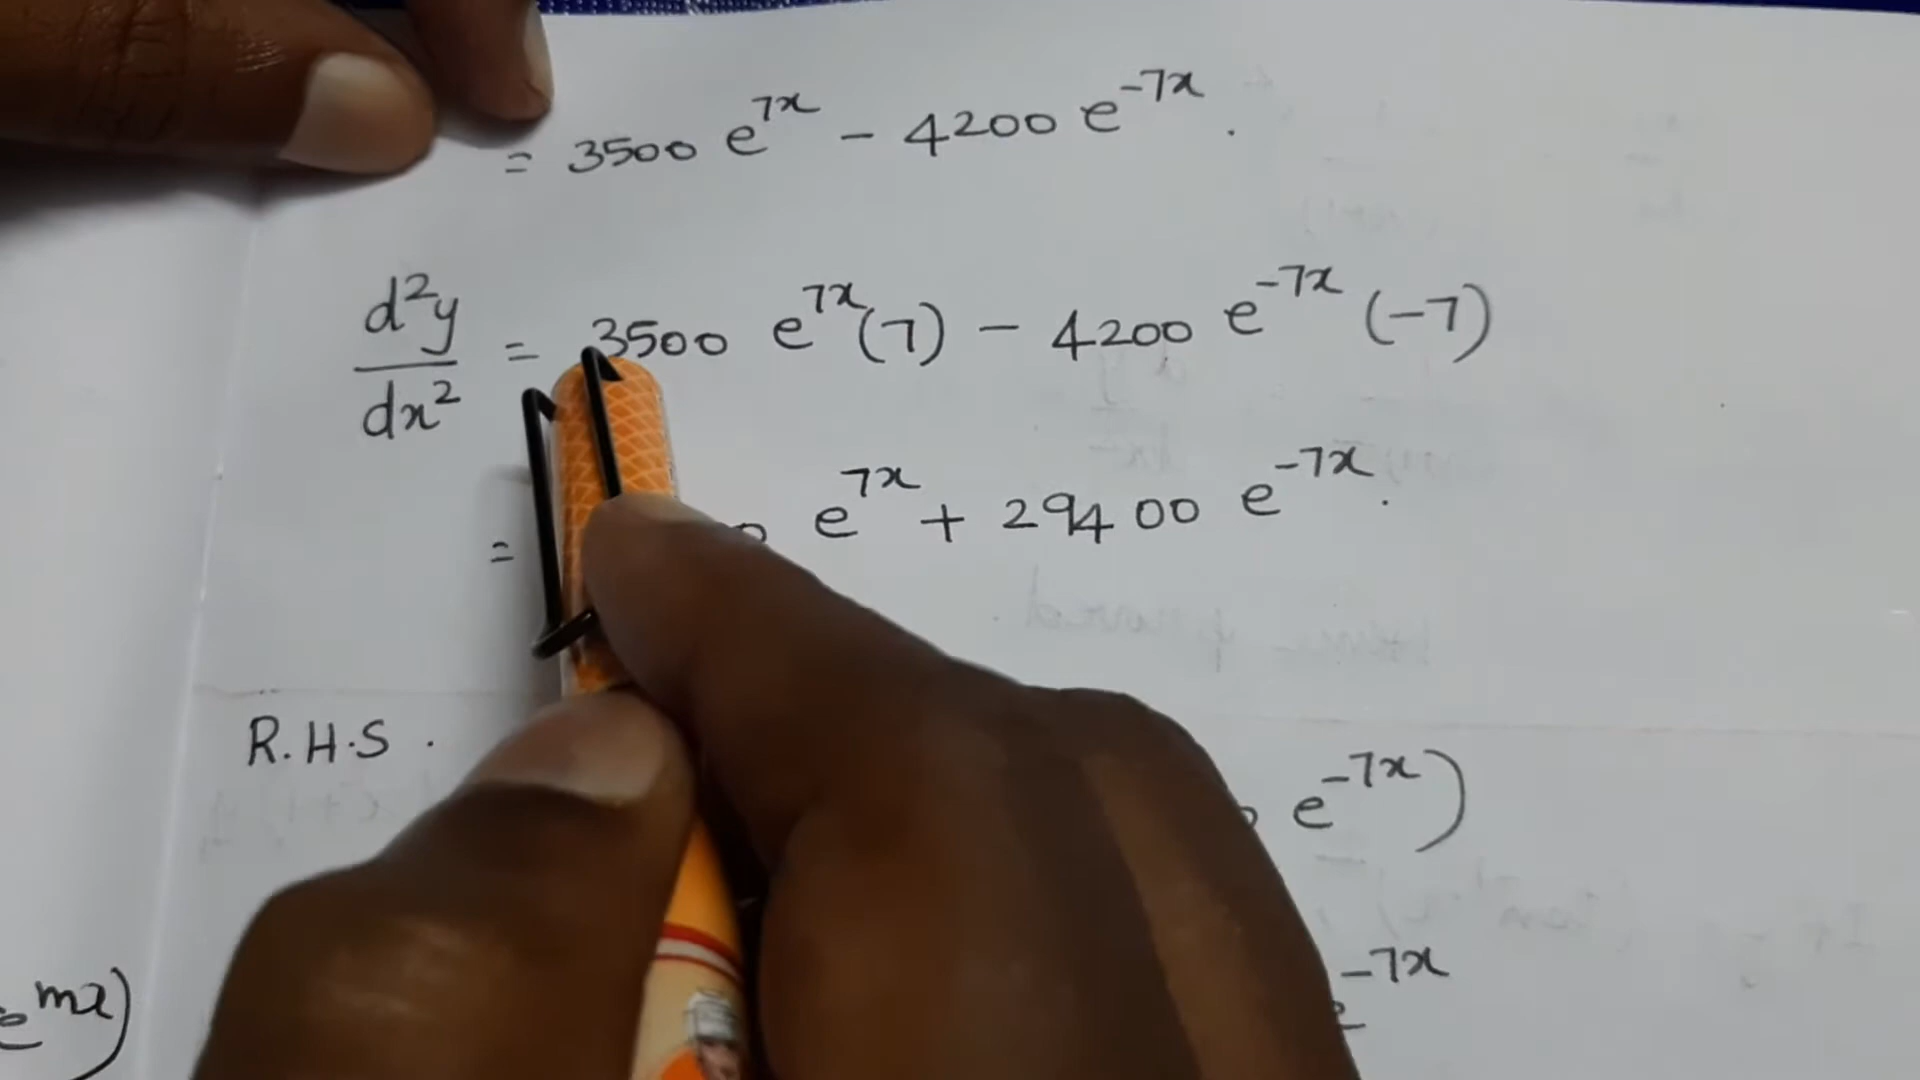 = 3500 e^{7x} - 4200 e^{-7x} .
d²y/dx² = 3500 e^{7x} (7) - 4200 e^{-7x} (-7)
= e^{7x} + 29400 e^{-7x} .
R.H.S .
e^{-7x})
e^{-7x}
e^{mx})